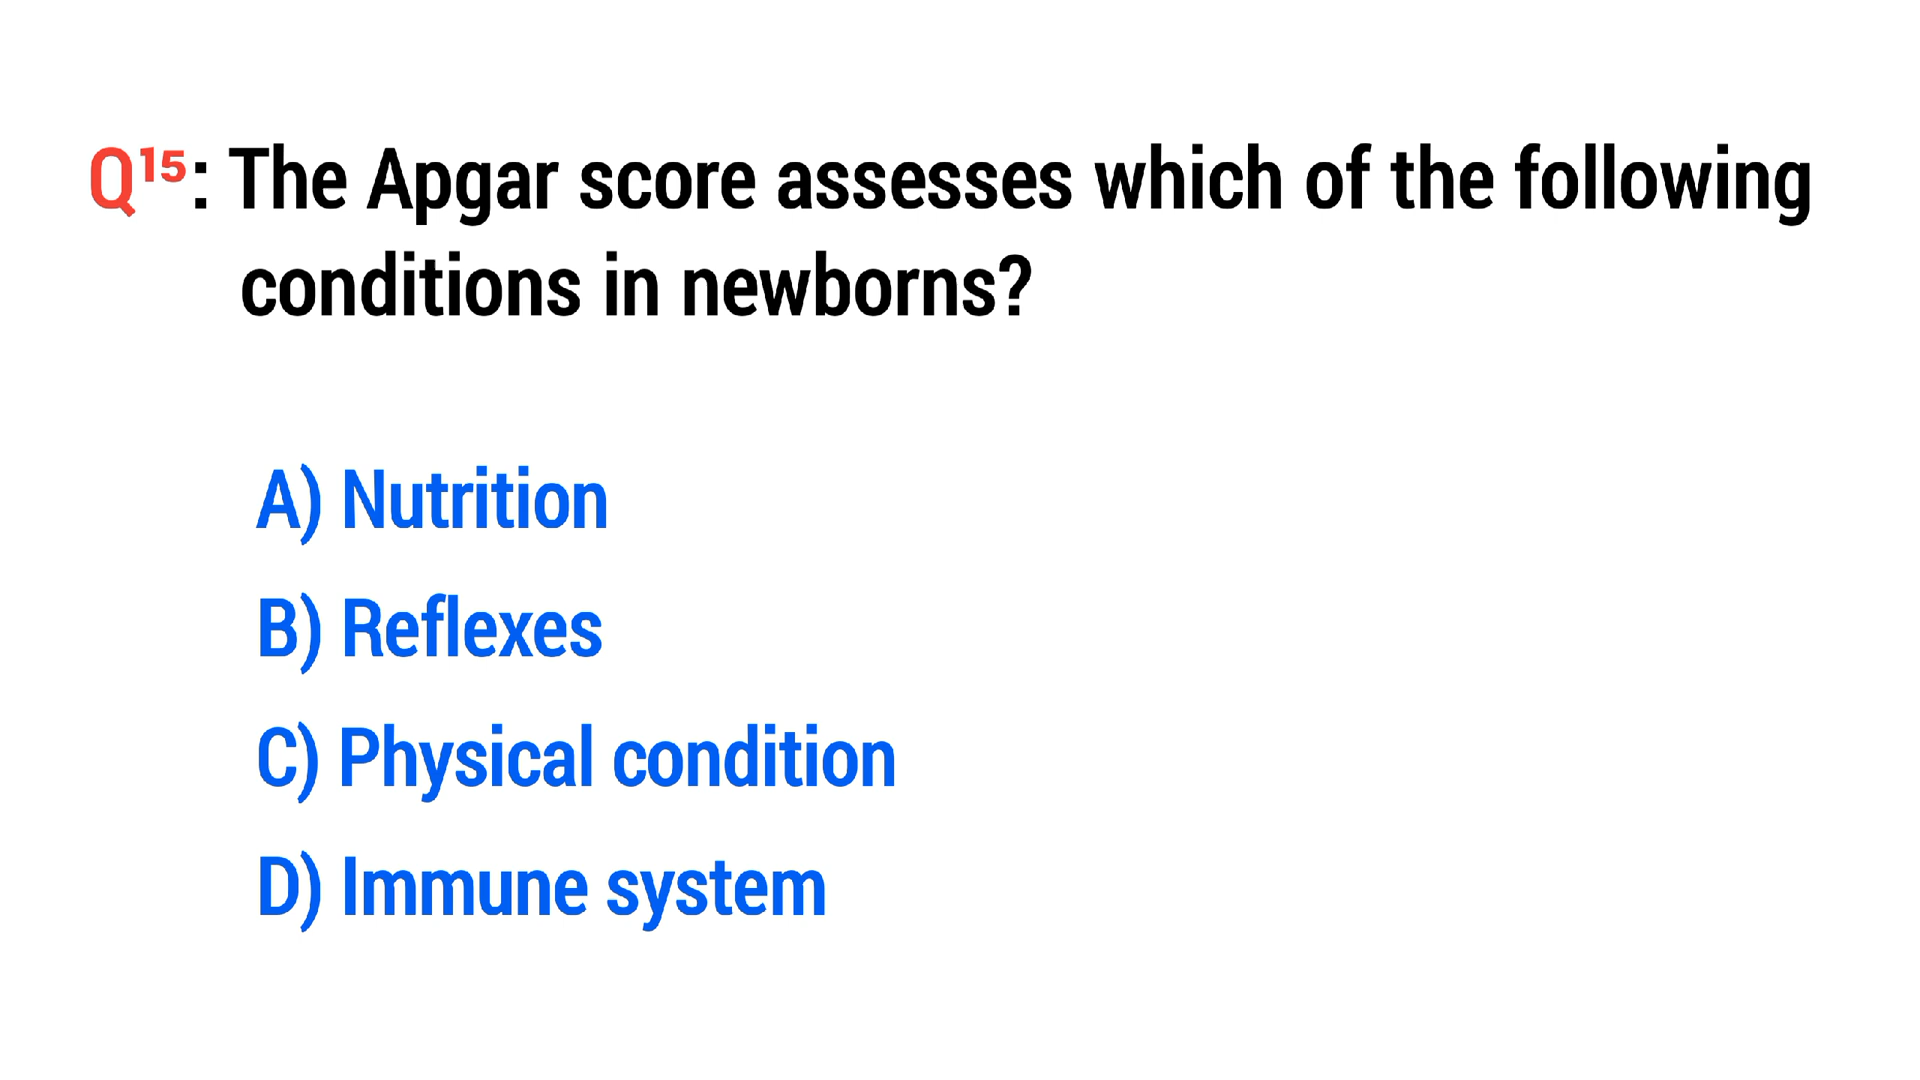 Q¹⁵: The Apgar score assesses which of the following
conditions in newborns?
A) Nutrition
B) Reflexes
C) Physical condition
D) Immune system